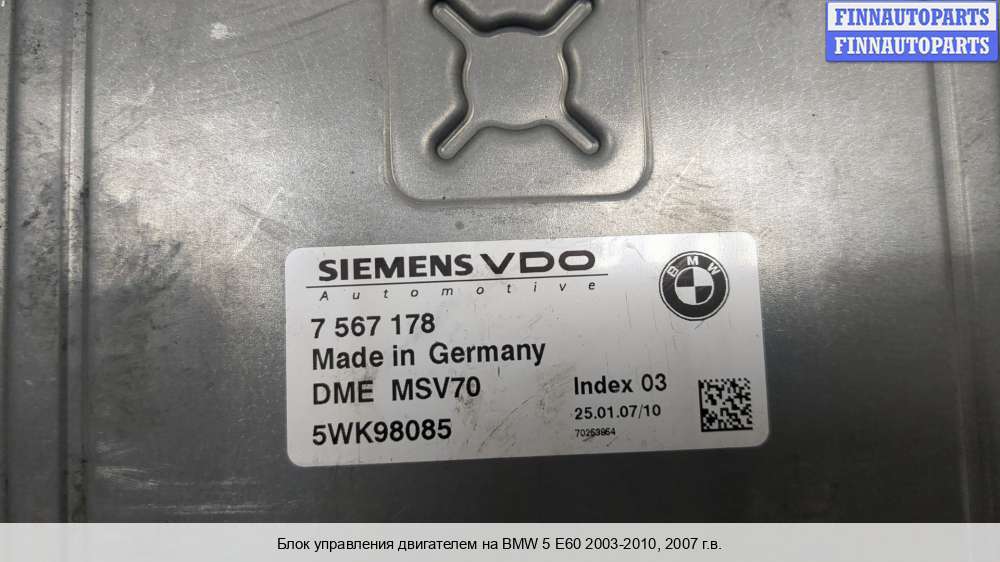 FINNAUTOPARTS
FINNAUTOPARTS
SIEMENS VDO
Automotive
BMW
7 567 178
Made in Germany
DME MSV70
Index 03
25.01.07/10
5WK98085
70253954
Блок управления двигателем на BMW 5 E60 2003-2010, 2007 г.в.